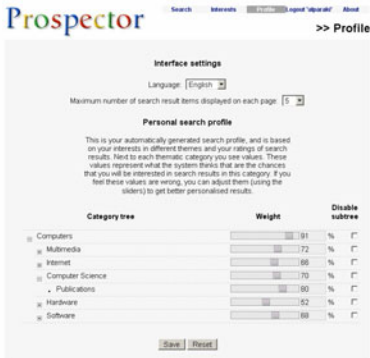 Prospector
Search Interests Profile Logout 'alparaki' About
>> Profile
Interface settings
Language: English
Maximum number of search result items displayed on each page: 5
Personal search profile
This is your automatically generated search profile, and is based
on your interests in different themes and your ratings of search
results. Next to each thematic category you see values. These
values represent what the system thinks that are the chances
that you will be interested in search results in this category. If you
feel these values are wrong, you can adjust them (using the
sliders) to get better personalised results.
Category tree Weight Disable
subtree
Computers 91 %
Multimedia 72 %
Internet 66 %
Computer Science 70 %
Publications 80 %
Hardware 52 %
Software 68 %
Save Reset